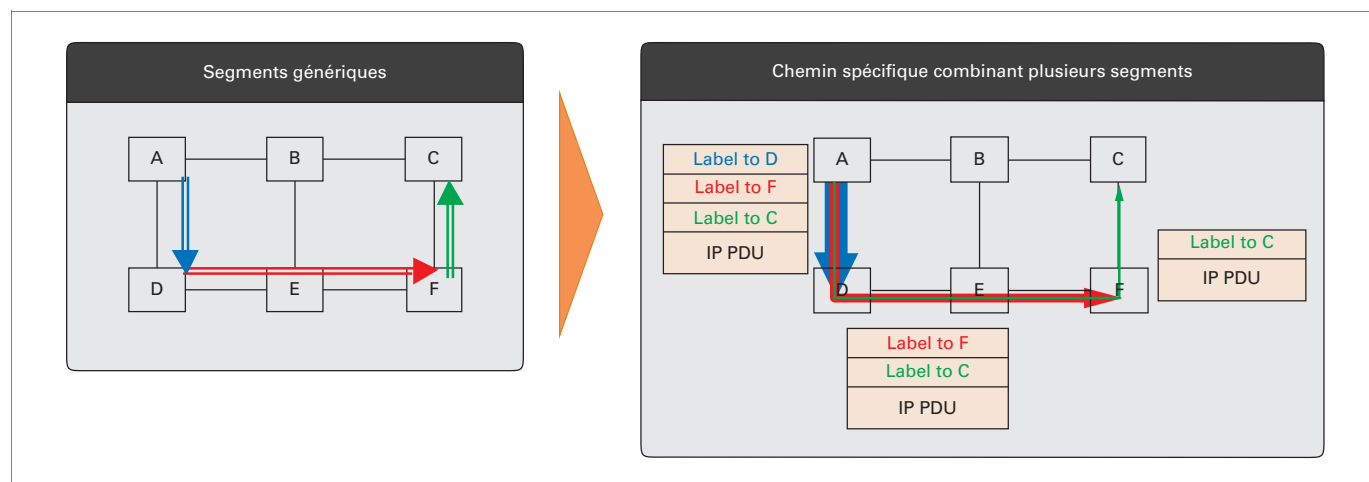 Segments génériques
A
B
C
D
E
F
Chemin spécifique combinant plusieurs segments
Label to D
Label to F
Label to C
IP PDU
A
B
C
D
E
F
Label to C
IP PDU
Label to F
Label to C
IP PDU